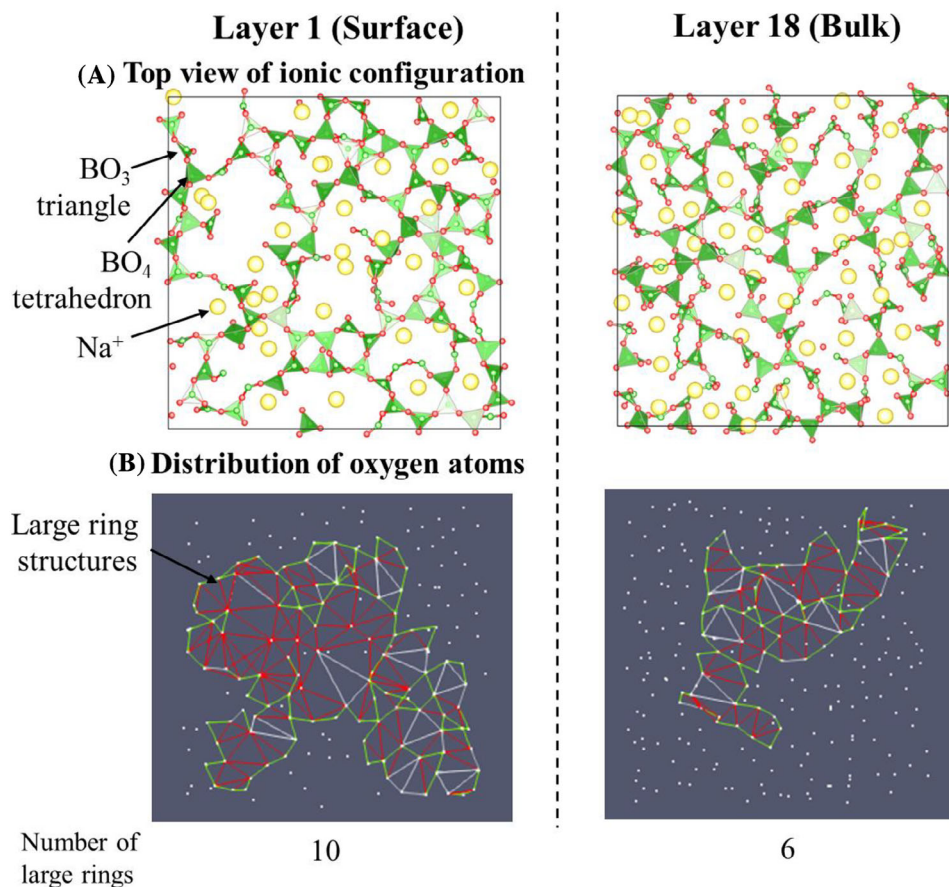 Layer 1 (Surface)
Layer 18 (Bulk)
(A) Top view of ionic configuration
BO₃
triangle
BO₄
tetrahedron
Na⁺
(B) Distribution of oxygen atoms
Large ring
structures
Number of
large rings
10
6